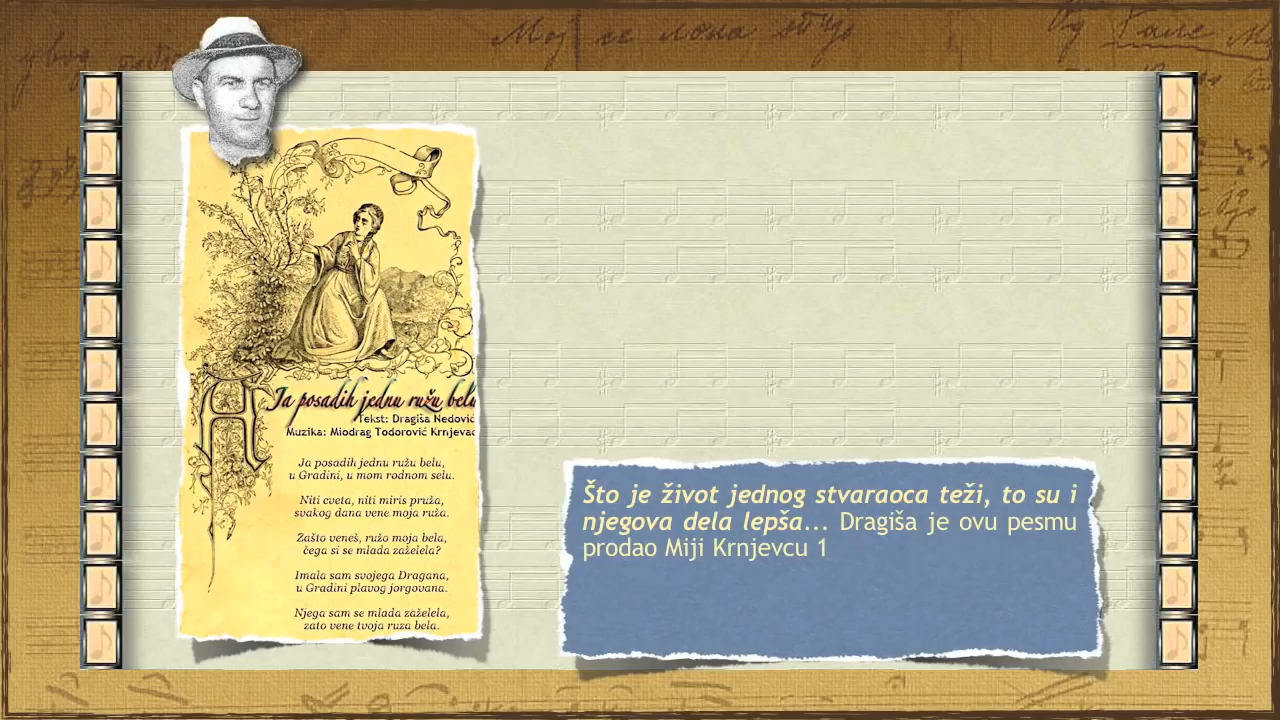 Ja posadih jednu ružu belu
Tekst: Dragiša Nedović
Muzika: Miodrag Todorović Krnjevac
Ja posadih jednu ružu belu,
u Gradini, u mom rodnom selu.
Niti cveta, niti miris pruža,
svakog dana vene moja ruža.
Zašto veneš, ružo moja bela,
čega si se mlada zaželela?
Imala sam svojega Dragana,
u Gradini plavog jorgovana.
Njega sam se mlada zaželela,
zato vene tvoja ruza bela.
Što je život jednog stvaraoca teži, to su i
njegova dela lepša... Dragiša je ovu pesmu
prodao Miji Krnjevcu 1